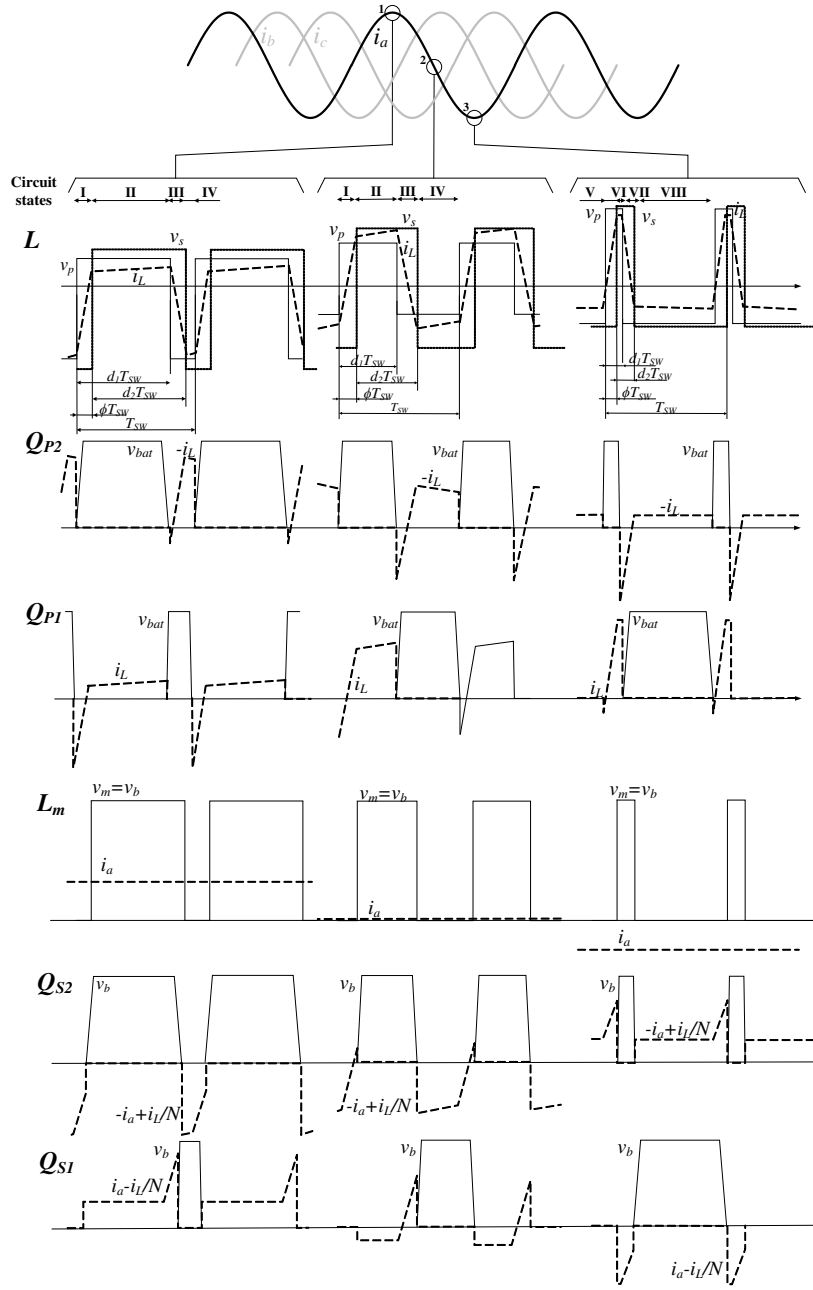 1
i_b i_c i_a
2
3
Circuit states
I II III IV
I II III IV
V VI VII VIII
L
v_p v_s i_L
v_p v_s i_L
v_p v_s i_L
d_1T_SW
d_2T_SW
ϕT_SW
T_SW
d_1T_SW
d_2T_SW
ϕT_SW
T_SW
d_1T_SW
d_2T_SW
ϕT_SW
T_SW
Q_P2
v_bat -i_L
v_bat -i_L
v_bat -i_L
Q_P1
v_bat i_L
v_bat i_L
v_bat i_L
L_m
v_m=v_b
i_a
v_m=v_b
i_a
v_m=v_b
i_a
Q_S2
v_b -i_a+i_L/N
v_b -i_a+i_L/N
v_b -i_a+i_L/N
Q_S1
v_b i_a-i_L/N
v_b
v_b i_a-i_L/N